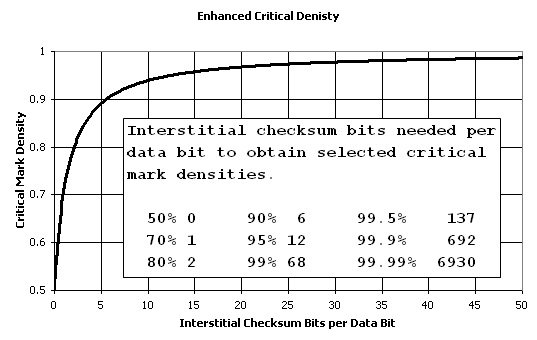 Enhanced Critical Denisty
Critical Mark Density
1
0.9
0.8
0.7
0.6
0.5
Interstitial checksum bits needed per
data bit to obtain selected critical
mark densities.
50% 0 90% 6 99.5% 137
70% 1 95% 12 99.9% 692
80% 2 99% 68 99.99% 6930
0 5 10 15 20 25 30 35 40 45 50
Interstitial Checksum Bits per Data Bit